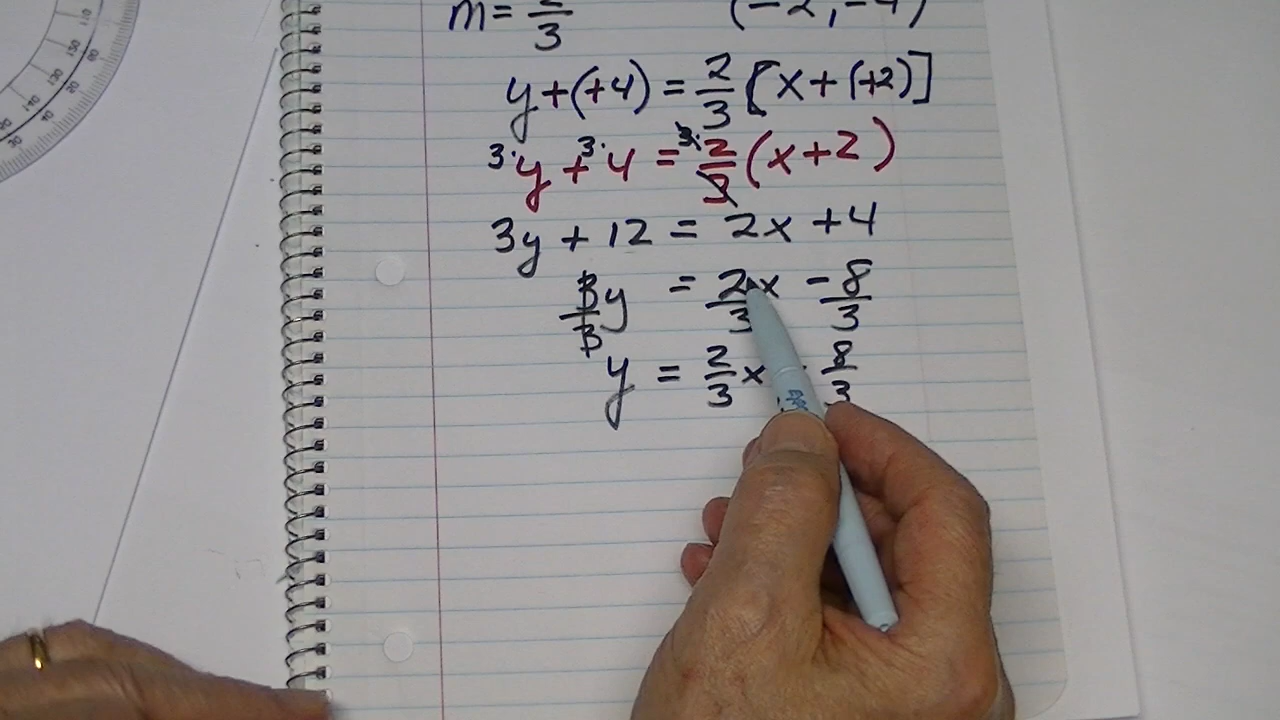 m = 2/3 (-2, -4)
y + (+4) = 2/3 [x + (+2)]
3· y + 3· 4 = 3· 2/3 (x + 2)
3y + 12 = 2x + 4
3y/3 = 2x/3 - 8/3
y = 2/3 x - 8/3